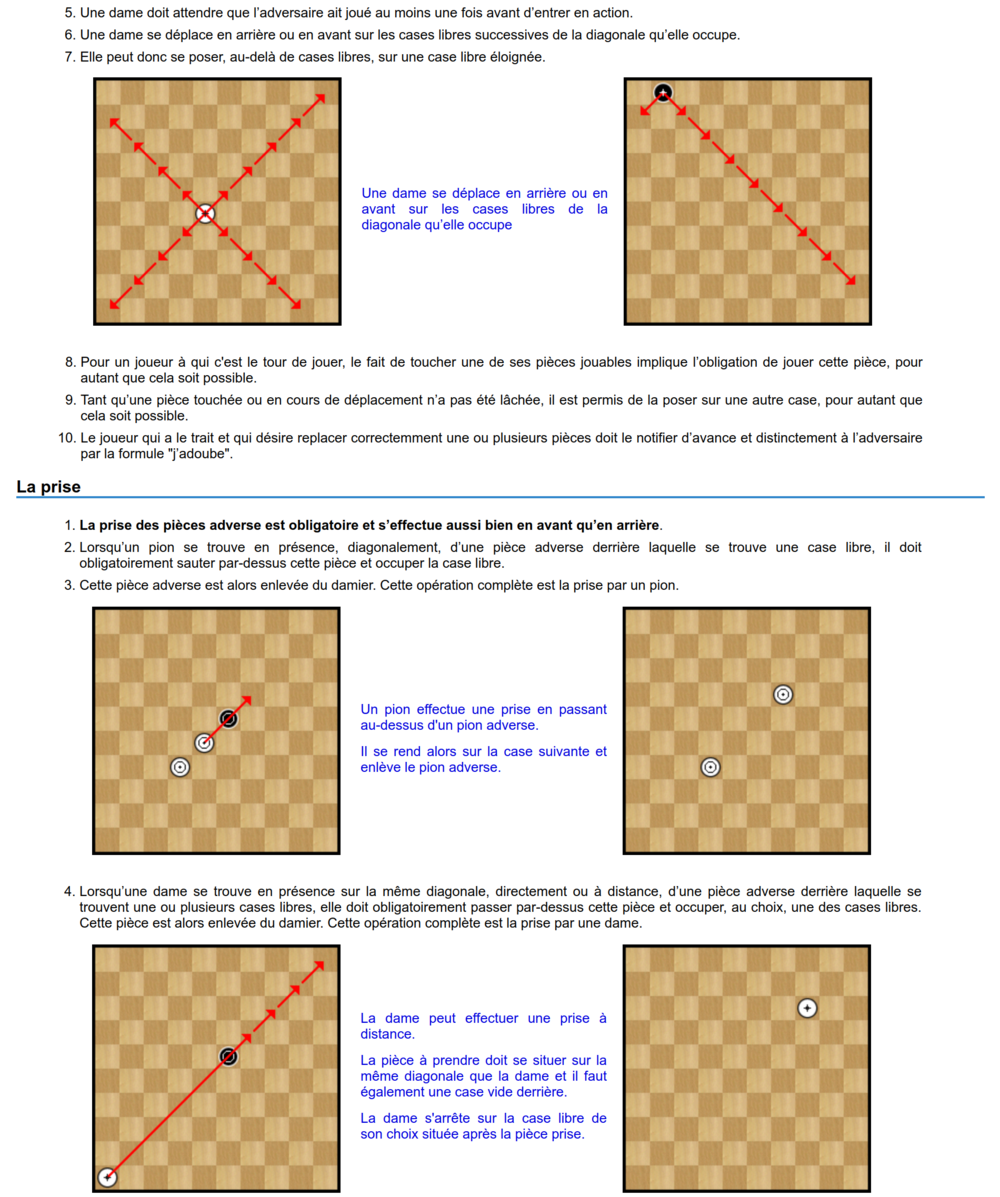 5. Une dame doit attendre que l’adversaire ait joué au moins une fois avant d’entrer en action.
6. Une dame se déplace en arrière ou en avant sur les cases libres successives de la diagonale qu’elle occupe.
7. Elle peut donc se poser, au-delà de cases libres, sur une case libre éloignée.
Une dame se déplace en arrière ou en
avant sur les cases libres de la
diagonale qu’elle occupe
8. Pour un joueur à qui c'est le tour de jouer, le fait de toucher une de ses pièces jouables implique l’obligation de jouer cette pièce, pour
autant que cela soit possible.
9. Tant qu’une pièce touchée ou en cours de déplacement n’a pas été lâchée, il est permis de la poser sur une autre case, pour autant que
cela soit possible.
10. Le joueur qui a le trait et qui désire replacer correctemment une ou plusieurs pièces doit le notifier d’avance et distinctement à l’adversaire
par la formule "j’adoube".
La prise
1. La prise des pièces adverse est obligatoire et s’effectue aussi bien en avant qu’en arrière.
2. Lorsqu’un pion se trouve en présence, diagonalement, d’une pièce adverse derrière laquelle se trouve une case libre, il doit
obligatoirement sauter par-dessus cette pièce et occuper la case libre.
3. Cette pièce adverse est alors enlevée du damier. Cette opération complète est la prise par un pion.
Un pion effectue une prise en passant
au-dessus d'un pion adverse.
Il se rend alors sur la case suivante et
enlève le pion adverse.
4. Lorsqu’une dame se trouve en présence sur la même diagonale, directement ou à distance, d’une pièce adverse derrière laquelle se
trouvent une ou plusieurs cases libres, elle doit obligatoirement passer par-dessus cette pièce et occuper, au choix, une des cases libres.
Cette pièce est alors enlevée du damier. Cette opération complète est la prise par une dame.
La dame peut effectuer une prise à
distance.
La pièce à prendre doit se situer sur la
même diagonale que la dame et il faut
également une case vide derrière.
La dame s'arrête sur la case libre de
son choix située après la pièce prise.